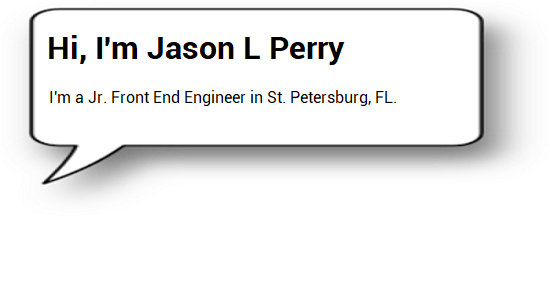 Hi, I'm Jason L Perry
I'm a Jr. Front End Engineer in St. Petersburg, FL.